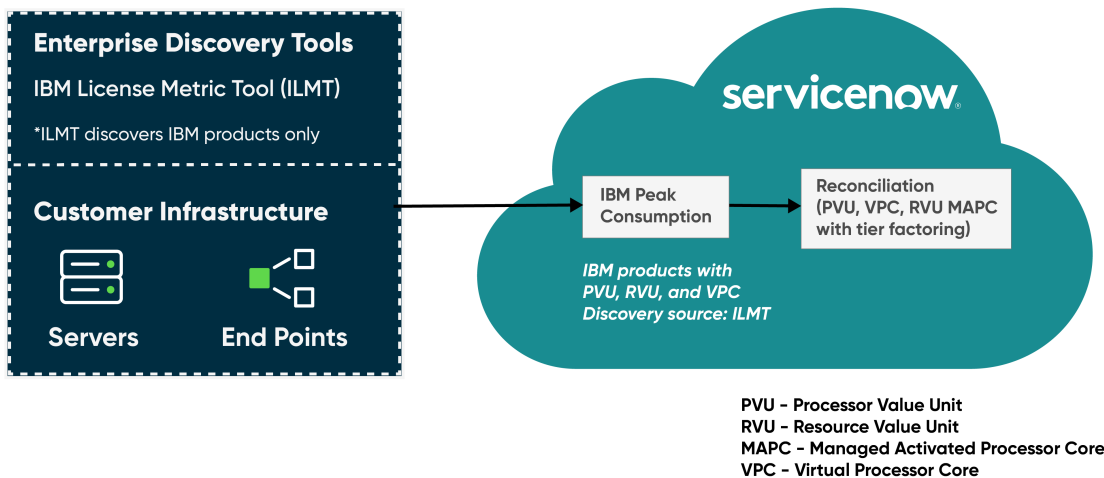 Enterprise Discovery Tools
IBM License Metric Tool (ILMT)
*ILMT discovers IBM products only
Customer Infrastructure
Servers
End Points
servicenow®
IBM Peak
Consumption
Reconciliation
(PVU, VPC, RVU MAPC
with tier factoring)
IBM products with
PVU, RVU, and VPC
Discovery source: ILMT
PVU - Processor Value Unit
RVU - Resource Value Unit
MAPC - Managed Activated Processor Core
VPC - Virtual Processor Core